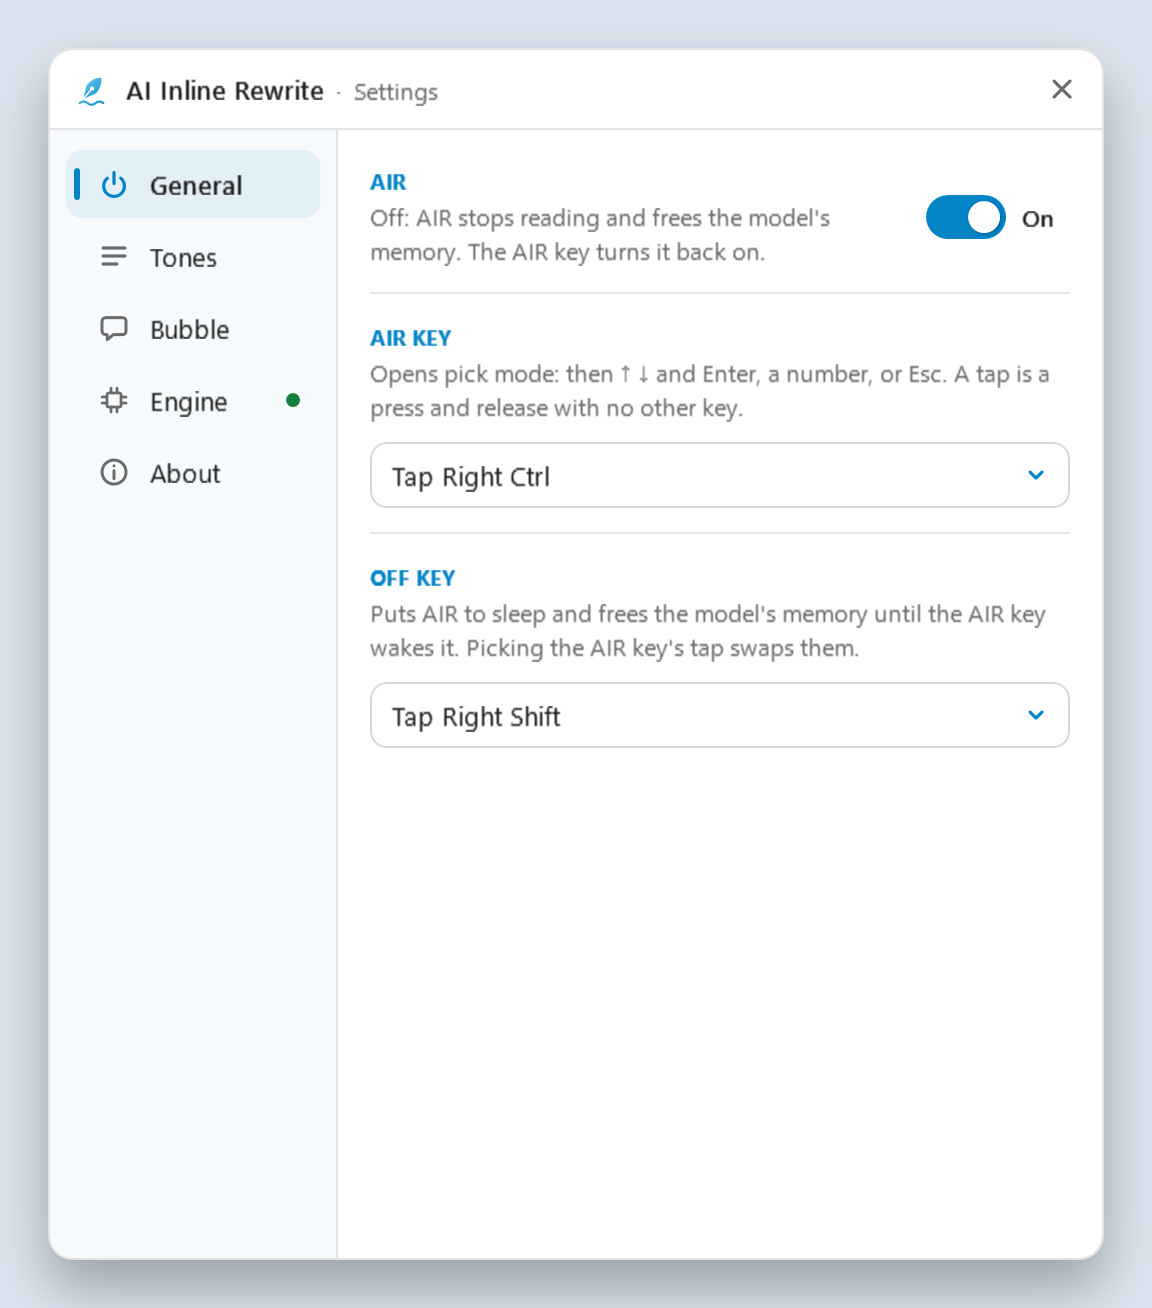 AI Inline Rewrite · Settings
General
Tones
Bubble
Engine
About
AIR
Off: AIR stops reading and frees the model's
memory. The AIR key turns it back on.
On
AIR KEY
Opens pick mode: then ↑ ↓ and Enter, a number, or Esc. A tap is a
press and release with no other key.
Tap Right Ctrl
OFF KEY
Puts AIR to sleep and frees the model's memory until the AIR key
wakes it. Picking the AIR key's tap swaps them.
Tap Right Shift